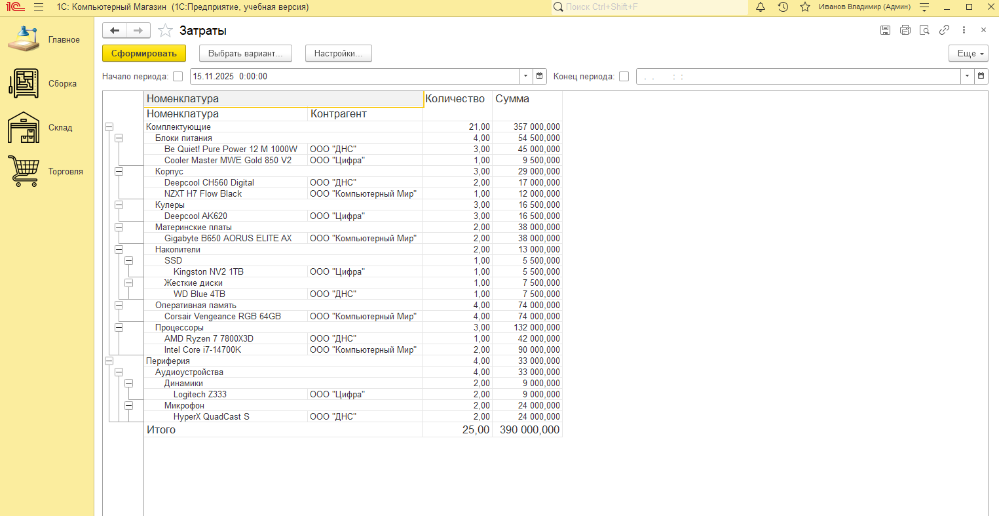 1С: Компьютерный Магазин (1С:Предприятие, учебная версия)
Поиск Ctrl+Shift+F
Иванов Владимир (Админ)
Главное
Сборка
Склад
Торговля
Затраты
Сформировать Выбрать вариант... Настройки... Еще
Начало периода: 15.11.2025 0:00:00 Конец периода: . . : :
Номенклатура Количество Сумма
Номенклатура Контрагент
Комплектующие 21,00 357 000,000
Блоки питания 4,00 54 500,000
Be Quiet! Pure Power 12 M 1000W ООО "ДНС" 3,00 45 000,000
Cooler Master MWE Gold 850 V2 ООО "Цифра" 1,00 9 500,000
Корпус 3,00 29 000,000
Deepcool CH560 Digital ООО "ДНС" 2,00 17 000,000
NZXT H7 Flow Black ООО "Компьютерный Мир" 1,00 12 000,000
Кулеры 3,00 16 500,000
Deepcool AK620 ООО "Цифра" 3,00 16 500,000
Материнские платы 2,00 38 000,000
Gigabyte B650 AORUS ELITE AX ООО "Компьютерный Мир" 2,00 38 000,000
Накопители 2,00 13 000,000
SSD 1,00 5 500,000
Kingston NV2 1TB ООО "Цифра" 1,00 5 500,000
Жесткие диски 1,00 7 500,000
WD Blue 4TB ООО "ДНС" 1,00 7 500,000
Оперативная память 4,00 74 000,000
Corsair Vengeance RGB 64GB ООО "Компьютерный Мир" 4,00 74 000,000
Процессоры 3,00 132 000,000
AMD Ryzen 7 7800X3D ООО "ДНС" 1,00 42 000,000
Intel Core i7-14700K ООО "Компьютерный Мир" 2,00 90 000,000
Периферия 4,00 33 000,000
Аудиоустройства 4,00 33 000,000
Динамики 2,00 9 000,000
Logitech Z333 ООО "Цифра" 2,00 9 000,000
Микрофон 2,00 24 000,000
HyperX QuadCast S ООО "ДНС" 2,00 24 000,000
Итого 25,00 390 000,000